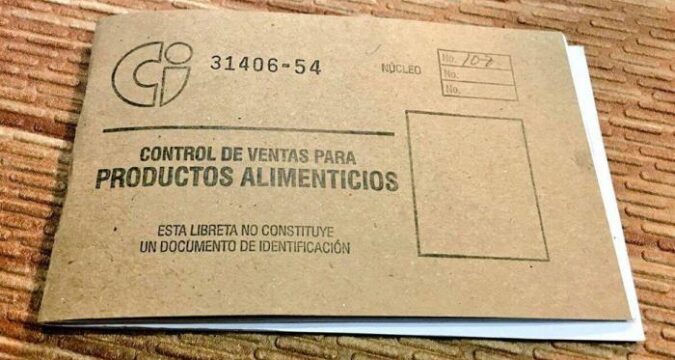 Ci
31406-54
NÚCLEO
No. 107
No.
No.
CONTROL DE VENTAS PARA
PRODUCTOS ALIMENTICIOS
ESTA LIBRETA NO CONSTITUYE
UN DOCUMENTO DE IDENTIFICACIÓN